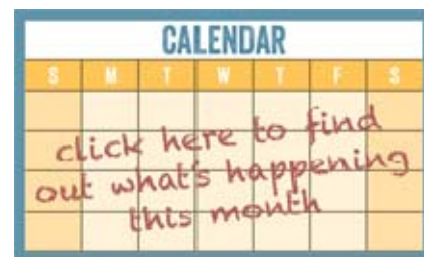 CALENDAR
S M T W T F S
click here to find
out what's happening
this month